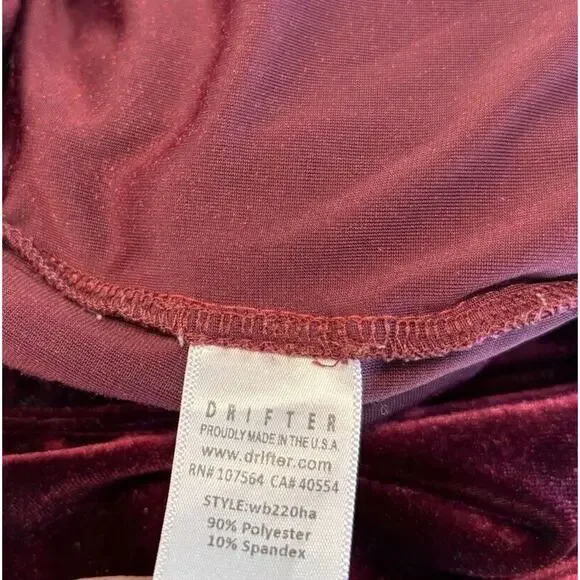 DRIFTER
PROUDLY MADE IN THE U.S.A
www.drifter.com
RN# 107564 CA# 40554
STYLE:wb220ha
90% Polyester
10% Spandex